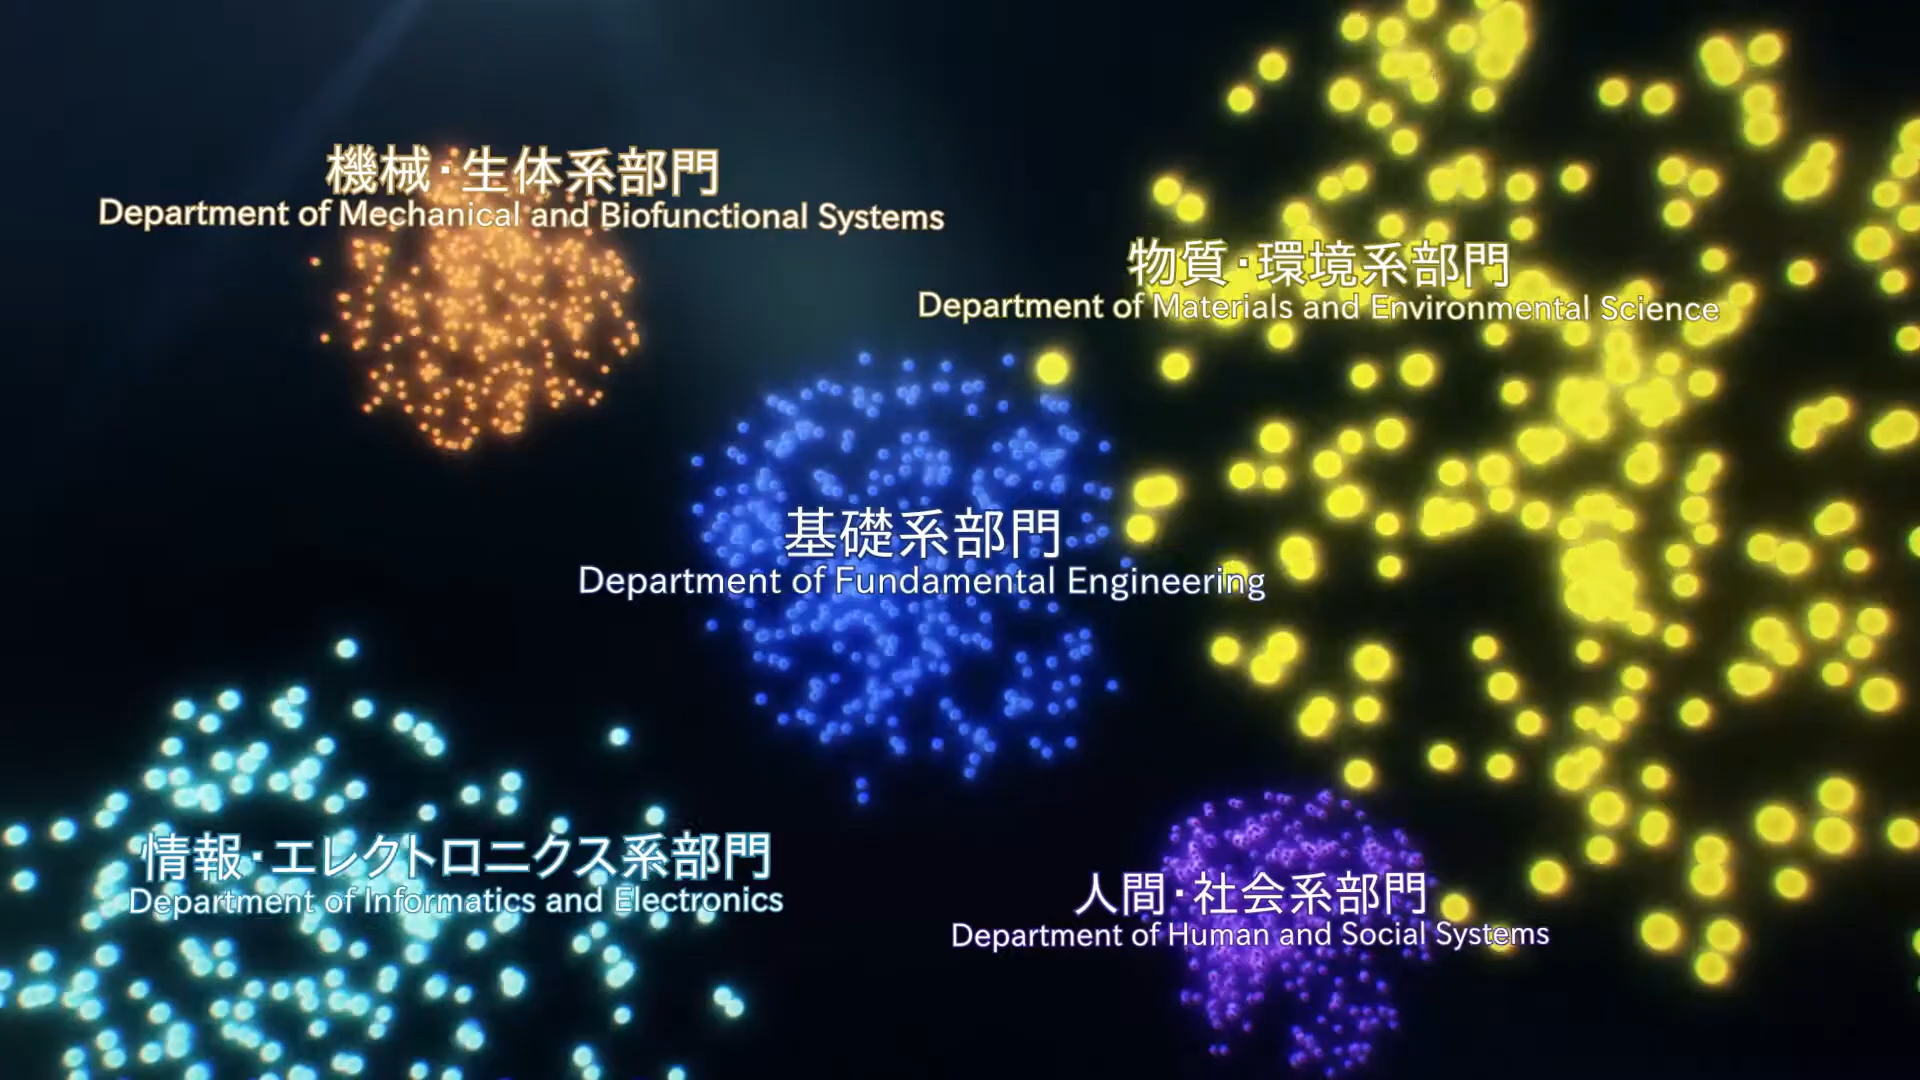 機械・生体系部門
Department of Mechanical and Biofunctional Systems
物質・環境系部門
Department of Materials and Environmental Science
基礎系部門
Department of Fundamental Engineering
情報・エレクトロニクス系部門
Department of Informatics and Electronics
人間・社会系部門
Department of Human and Social Systems